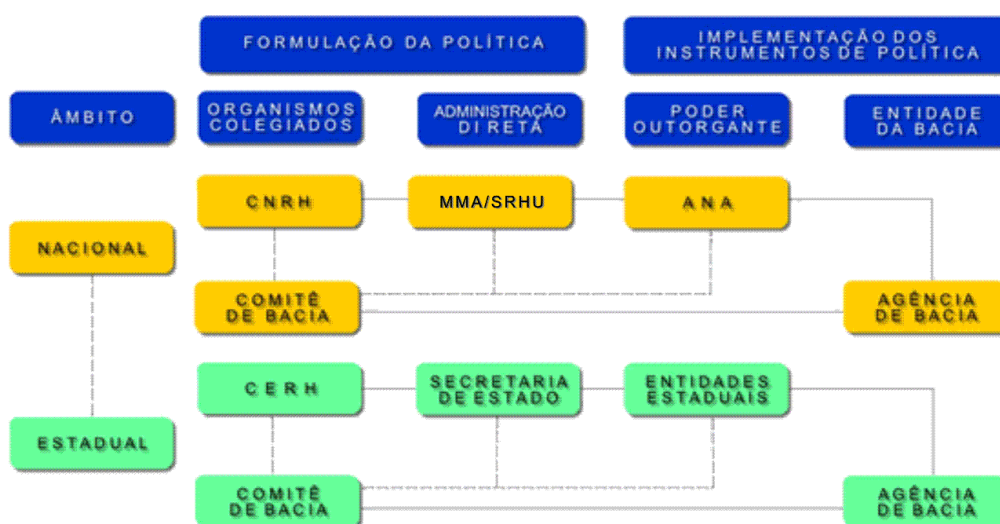 FORMULAÇÃO DA POLÍTICA
IMPLEMENTAÇÃO DOS
INSTRUMENTOS DE POLÍTICA
ÂMBITO
ORGANISMOS
COLEGIADOS
ADMINISTRAÇÃO
DIRETA
PODER
OUTORGANTE
ENTIDADE
DA BACIA
NACIONAL
CNRH
MMA/SRHU
ANA
COMITÊ
DE BACIA
AGÊNCIA
DE BACIA
ESTADUAL
CERH
SECRETARIA
DE ESTADO
ENTIDADES
ESTADUAIS
COMITÊ
DE BACIA
AGÊNCIA
DE BACIA